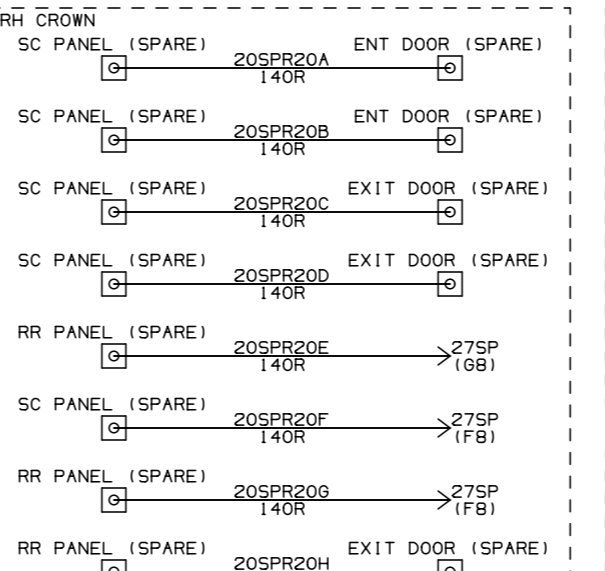 RH CROWN
SC PANEL (SPARE) ENT DOOR (SPARE)
20SPR20A
140R
SC PANEL (SPARE) ENT DOOR (SPARE)
20SPR20B
140R
SC PANEL (SPARE) EXIT DOOR (SPARE)
20SPR20C
140R
SC PANEL (SPARE) EXIT DOOR (SPARE)
20SPR20D
140R
RR PANEL (SPARE)
20SPR20E 27SP
140R (G8)
SC PANEL (SPARE)
20SPR20F 27SP
140R (F8)
RR PANEL (SPARE)
20SPR20G 27SP
140R (F8)
RR PANEL (SPARE) EXIT DOOR (SPARE)
20SPR20H